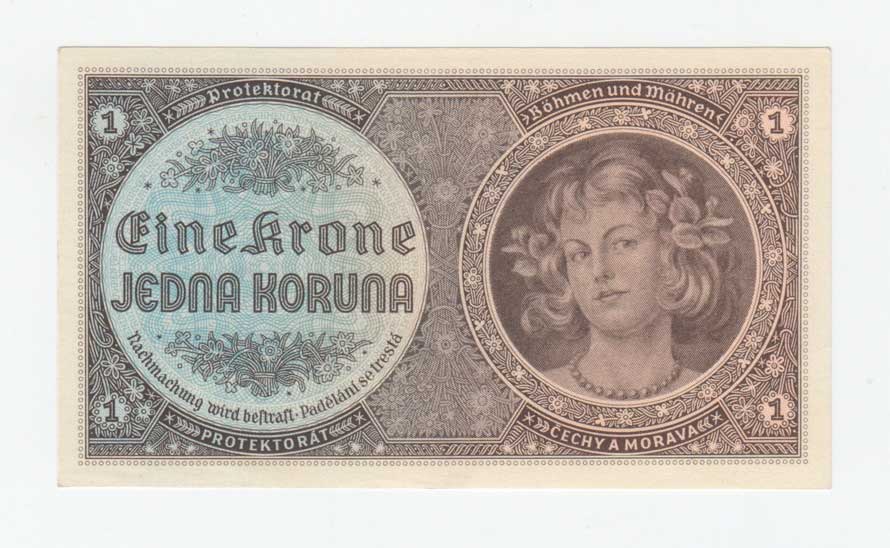 Protektorat
Böhmen und Mähren
1
1
Eine Krone
JEDNA KORUNA
Nachmachung wird bestraft · Padělání se trestá
1
1
PROTEKTORÁT
ČECHY A MORAVA